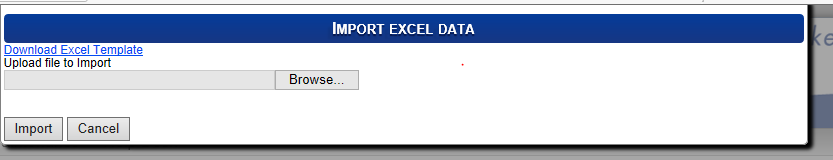 IMPORT EXCEL DATA
Download Excel Template
Upload file to Import
Browse...
Import Cancel